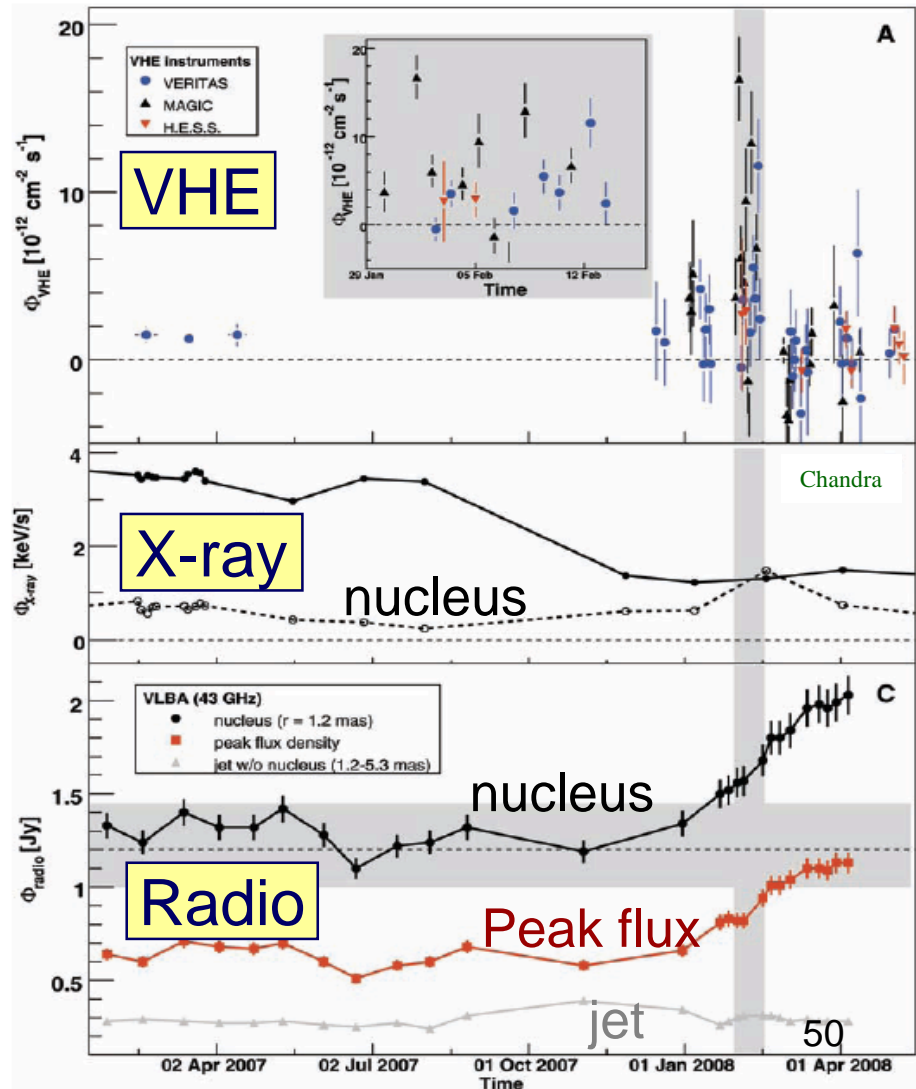 A
VHE Instruments
VERITAS
MAGIC
H.E.S.S.
VHE
Φ_VHE [10^-12 cm^-2 s^-1]
20
10
0
Φ_VHE [10^-12 cm^-2 s^-1]
20
10
0
29 Jan
05 Feb
12 Feb
Time
Φ_X-ray [keV/s]
4
2
0
Chandra
X-ray
nucleus
C
VLBA (43 GHz)
nucleus (r = 1.2 mas)
peak flux density
jet w/o nucleus (1.2-5.3 mas)
Φ_radio [Jy]
2
1.5
1
0.5
nucleus
Radio
Peak flux
jet
50
02 Apr 2007
02 Jul 2007
01 Oct 2007
01 Jan 2008
01 Apr 2008
Time